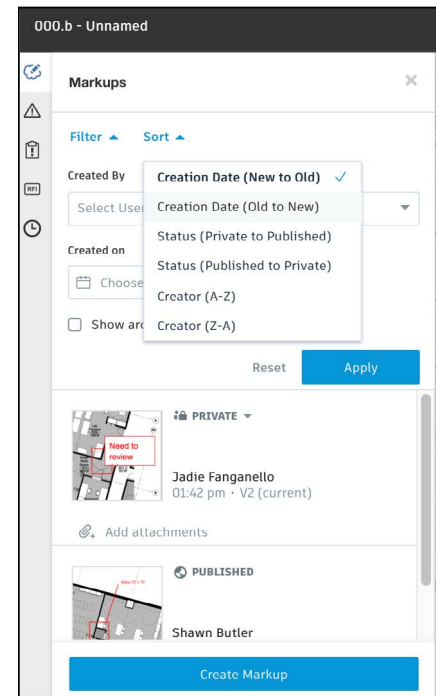 000.b - Unnamed
Markups
Filter Sort
Created By
Creation Date (New to Old)
Select User
Creation Date (Old to New)
Status (Private to Published)
Created on
Status (Published to Private)
Choose
Creator (A-Z)
Show arc
Creator (Z-A)
RFI
Reset Apply
PRIVATE
Need to
review
Jadie Fanganello
01:42 pm · V2 (current)
Add attachments
PUBLISHED
Shawn Butler
Create Markup